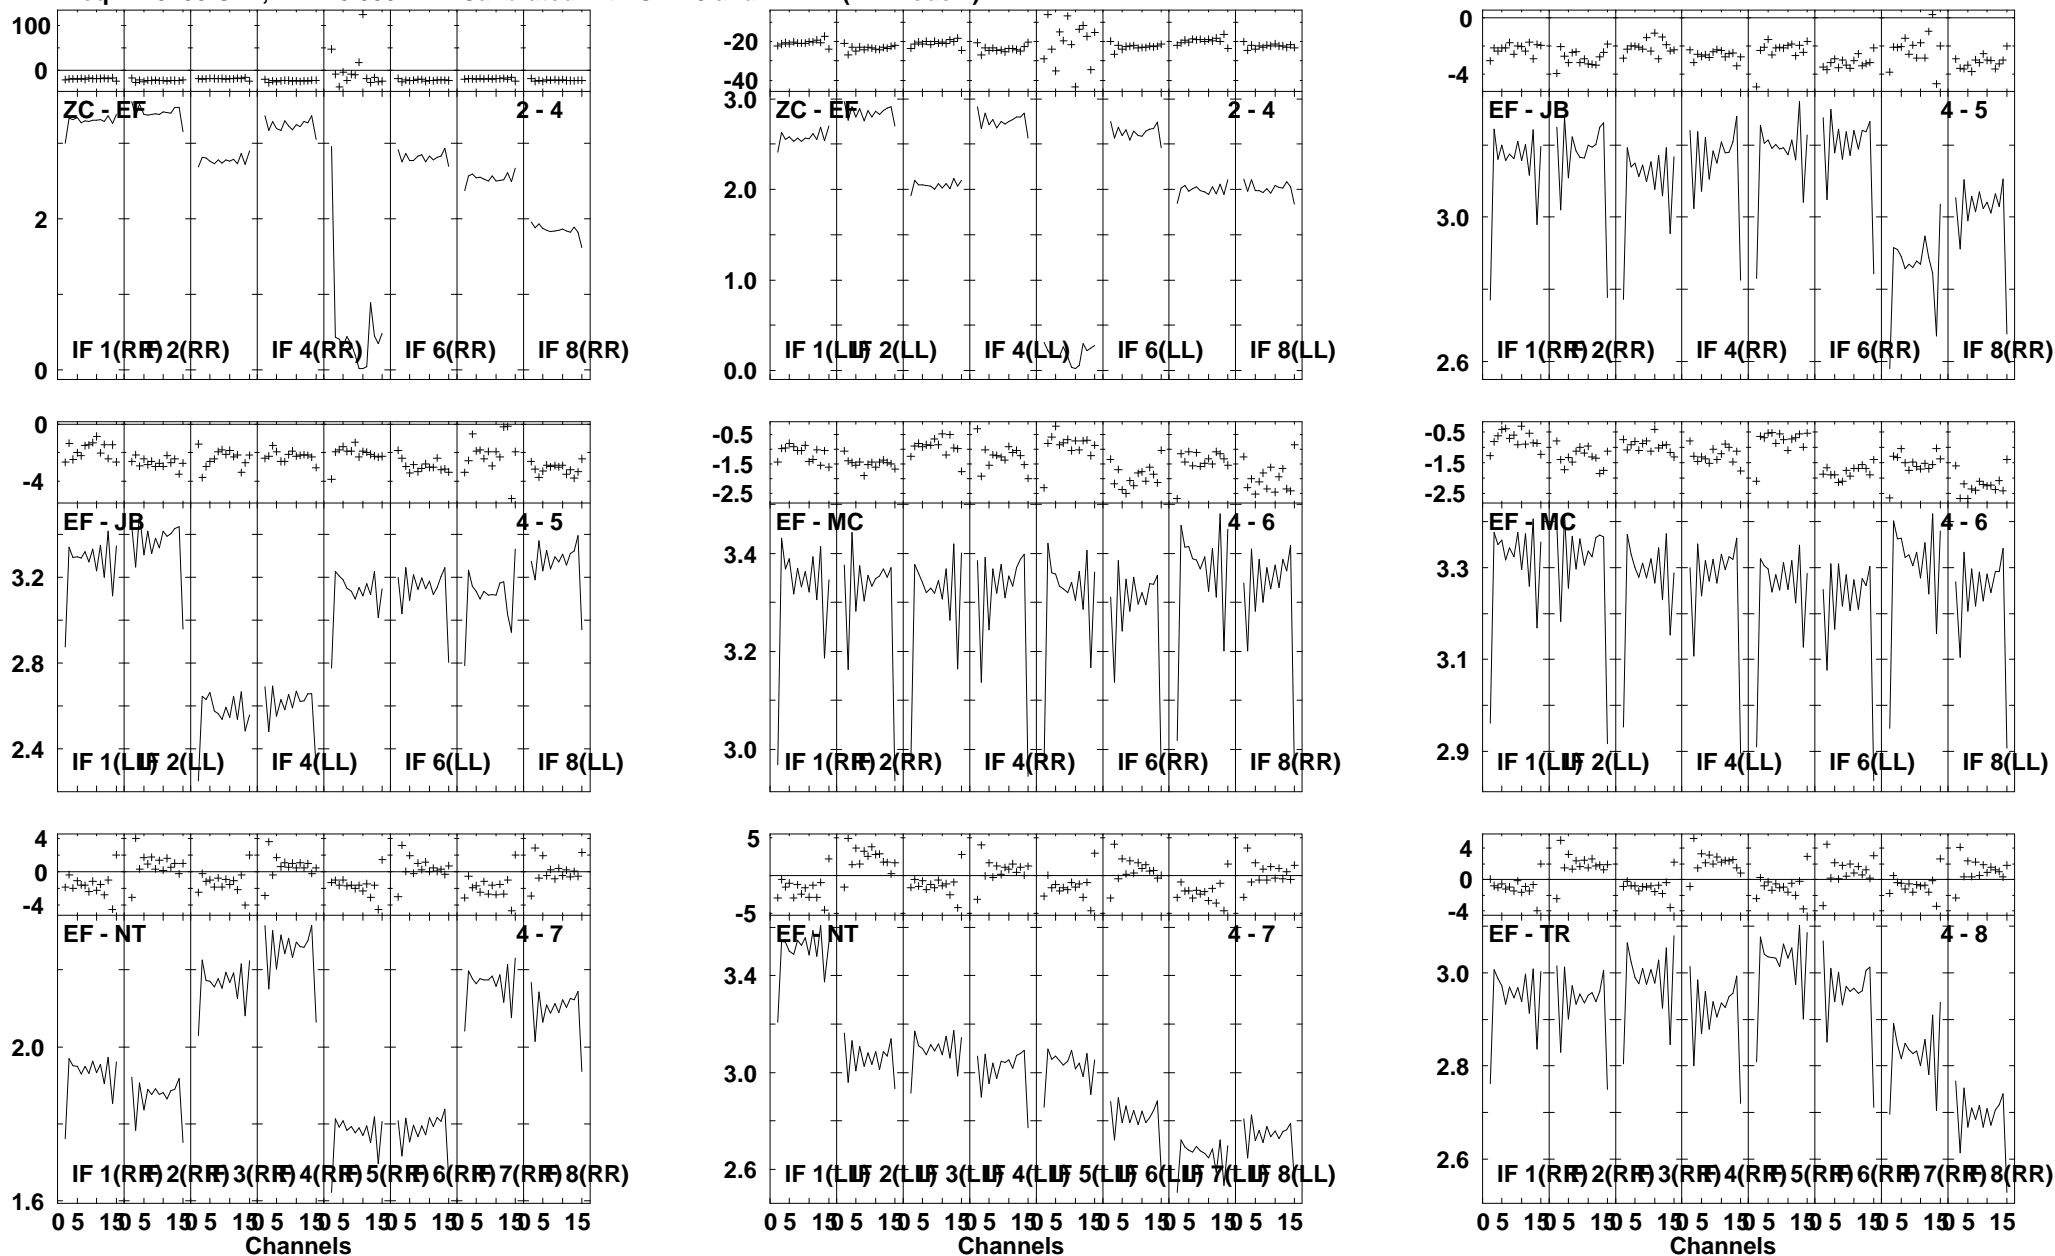 100
0
ZC - EF 2 - 4
2
0
IF 1(RR) IF 2(RR) IF 4(RR) IF 6(RR) IF 8(RR)
-20
-40
3.0
ZC - EF 2 - 4
2.0
1.0
0.0
IF 1(LL) IF 2(LL) IF 4(LL) IF 6(LL) IF 8(LL)
0
-4
EF - JB 4 - 5
3.0
2.6
IF 1(RR) IF 2(RR) IF 4(RR) IF 6(RR) IF 8(RR)
0
-4
EF - JB 4 - 5
3.2
2.8
2.4
IF 1(LL) IF 2(LL) IF 4(LL) IF 6(LL) IF 8(LL)
-0.5
-1.5
-2.5
EF - MC 4 - 6
3.4
3.2
3.0
IF 1(RR) IF 2(RR) IF 4(RR) IF 6(RR) IF 8(RR)
-0.5
-1.5
-2.5
EF - MC 4 - 6
3.3
3.1
2.9
IF 1(LL) IF 2(LL) IF 4(LL) IF 6(LL) IF 8(LL)
4
0
-4
EF - NT 4 - 7
2.0
IF 1(RR) IF 2(RR) IF 3(RR) IF 4(RR) IF 5(RR) IF 6(RR) IF 7(RR) IF 8(RR)
1.6
0 5 15 0 5 15 0 5 15 0 5 15 0 5 15 0 5 15 0 5 15 0 5 15
Channels
5
-5
EF - NT 4 - 7
3.4
3.0
2.6
IF 1(LL) IF 2(LL) IF 3(LL) IF 4(LL) IF 5(LL) IF 6(LL) IF 7(LL) IF 8(LL)
0 5 15 0 5 15 0 5 15 0 5 15 0 5 15 0 5 15 0 5 15 0 5 15
Channels
4
0
-4
EF - TR 4 - 8
3.0
2.8
2.6
IF 1(RR) IF 2(RR) IF 3(RR) IF 4(RR) IF 5(RR) IF 6(RR) IF 7(RR) IF 8(RR)
0 5 15 0 5 15 0 5 15 0 5 15 0 5 15 0 5 15 0 5 15 0 5 15
Channels